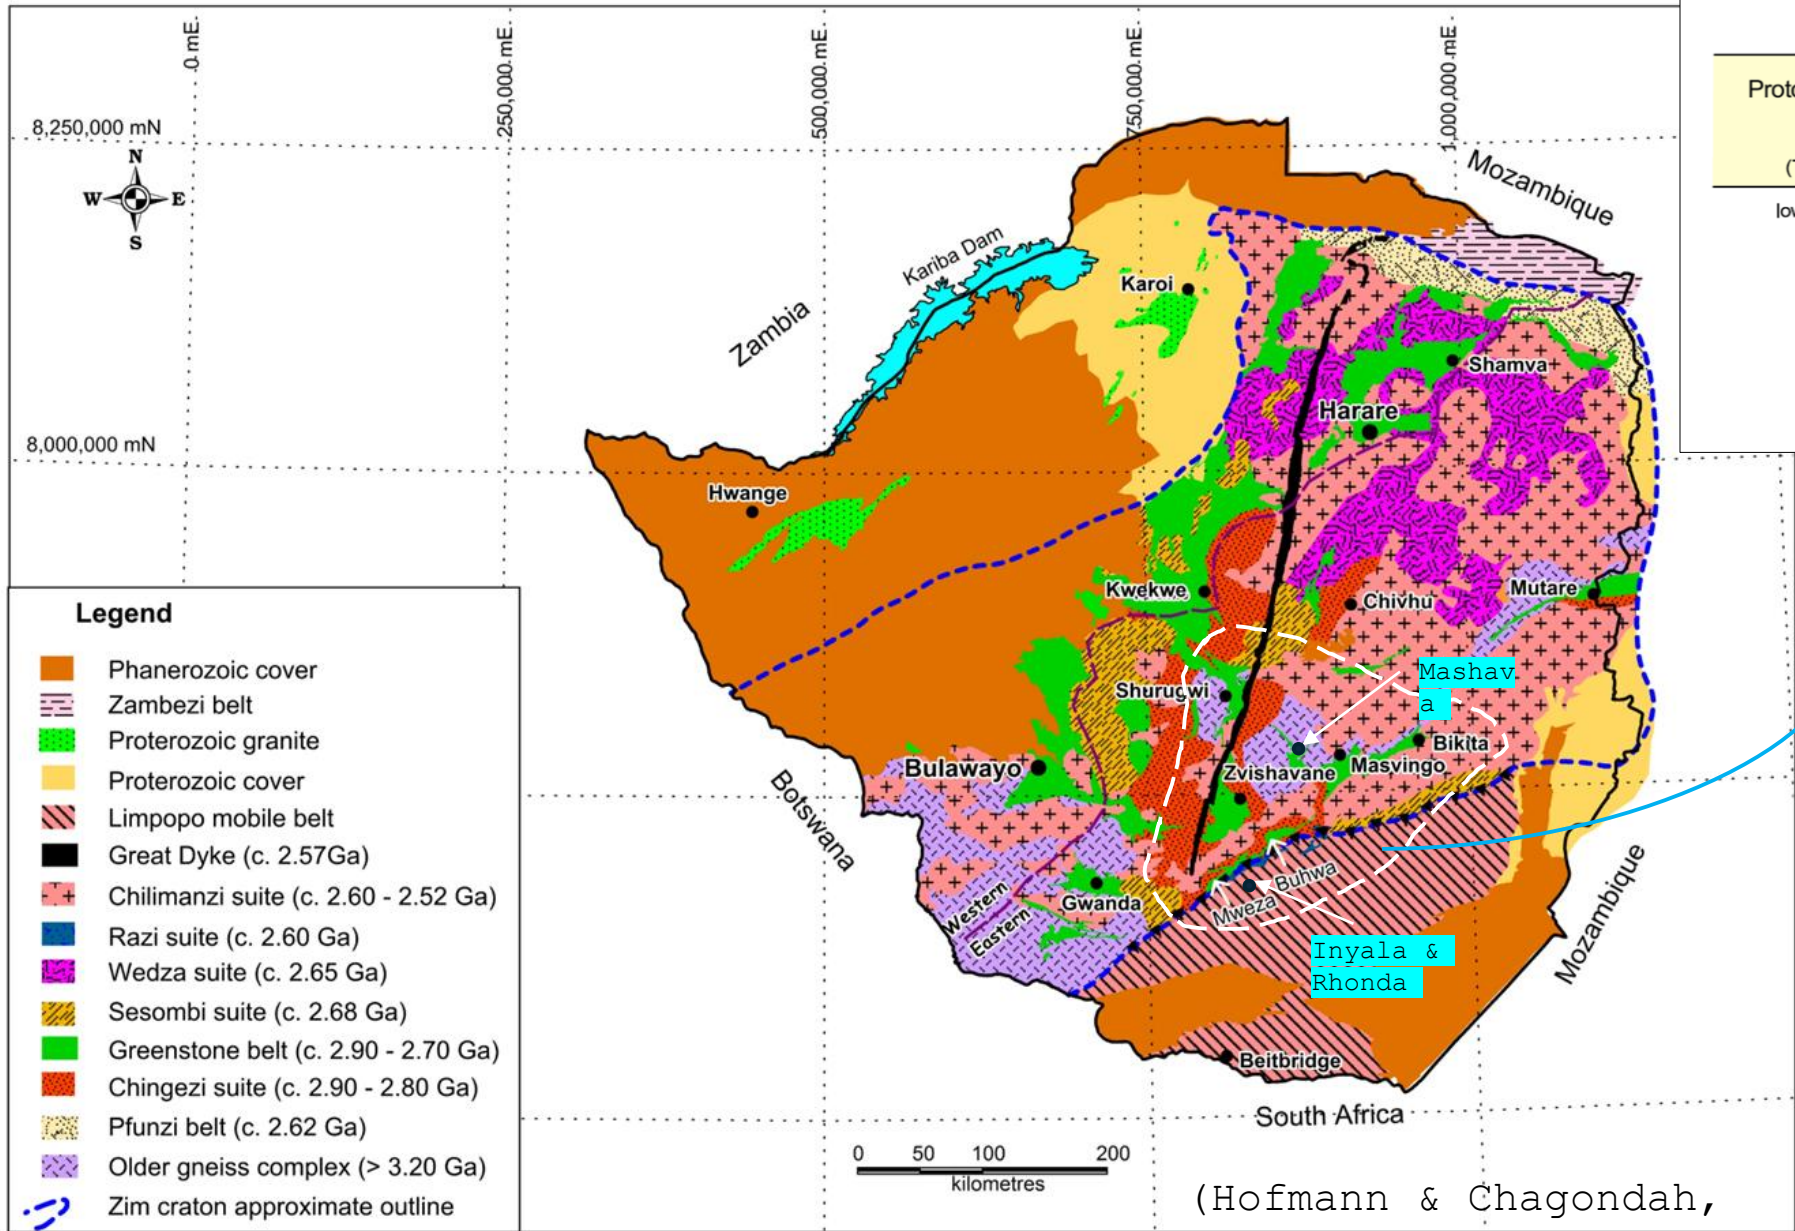 0 mE
250,000 mE
500,000 mE
750,000 mE
1,000,000 mE
8,250,000 mN
8,000,000 mN
N
W E
S
Mozambique
Zambia
Kariba Dam
Karoi
Shamva
Harare
Hwange
Kwekwe
Chivhu
Mutare
Mashav
a
Shurugwi
Bikita
Masvingo
Zvishavane
Bulawayo
Botswana
Gwanda
Western
Eastern
Mweza
Buhwa
Inyala &
Rhonda
Mozambique
Beitbridge
South Africa
Legend
Phanerozoic cover
Zambezi belt
Proterozoic granite
Proterozoic cover
Limpopo mobile belt
Great Dyke (c. 2.57Ga)
Chilimanzi suite (c. 2.60 - 2.52 Ga)
Razi suite (c. 2.60 Ga)
Wedza suite (c. 2.65 Ga)
Sesombi suite (c. 2.68 Ga)
Greenstone belt (c. 2.90 - 2.70 Ga)
Chingezi suite (c. 2.90 - 2.80 Ga)
Pfunzi belt (c. 2.62 Ga)
Older gneiss complex (> 3.20 Ga)
Zim craton approximate outline
0 50 100 200
kilometres
(Hofmann & Chagondah,
Proto
(T
low